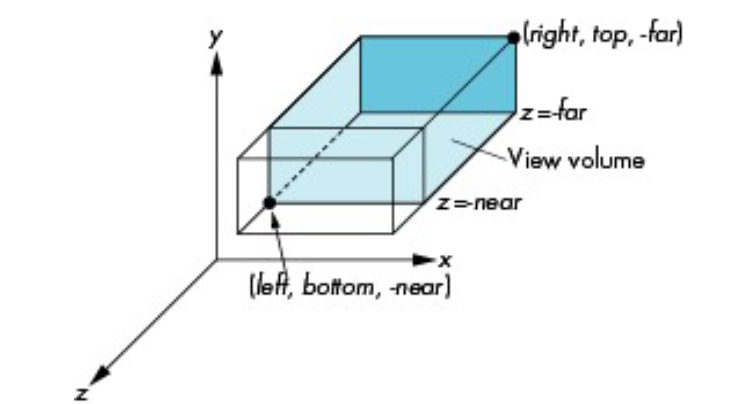 y
(right, top, -far)
z=-far
View volume
z=-near
x
(left, bottom, -near)
z